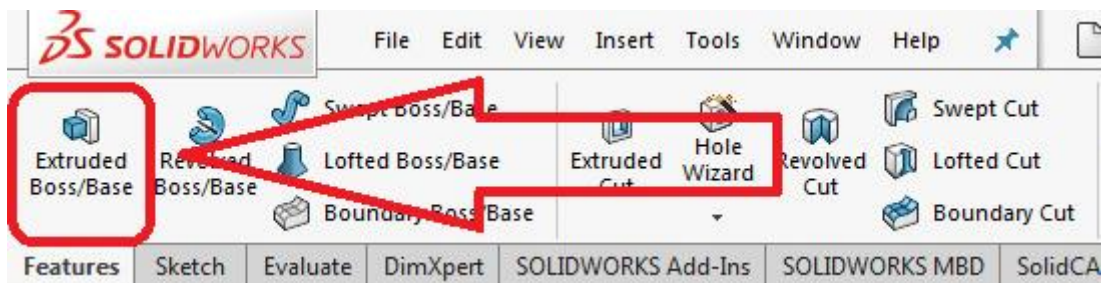 SOLIDWORKS File Edit View Insert Tools Window Help
Swept Boss/Base Swept Cut
Extruded Boss/Base Revolved Boss/Base Lofted Boss/Base Extruded Cut Hole Wizard Revolved Cut Lofted Cut
Boundary Boss/Base Boundary Cut
Features Sketch Evaluate DimXpert SOLIDWORKS Add-Ins SOLIDWORKS MBD SolidCA